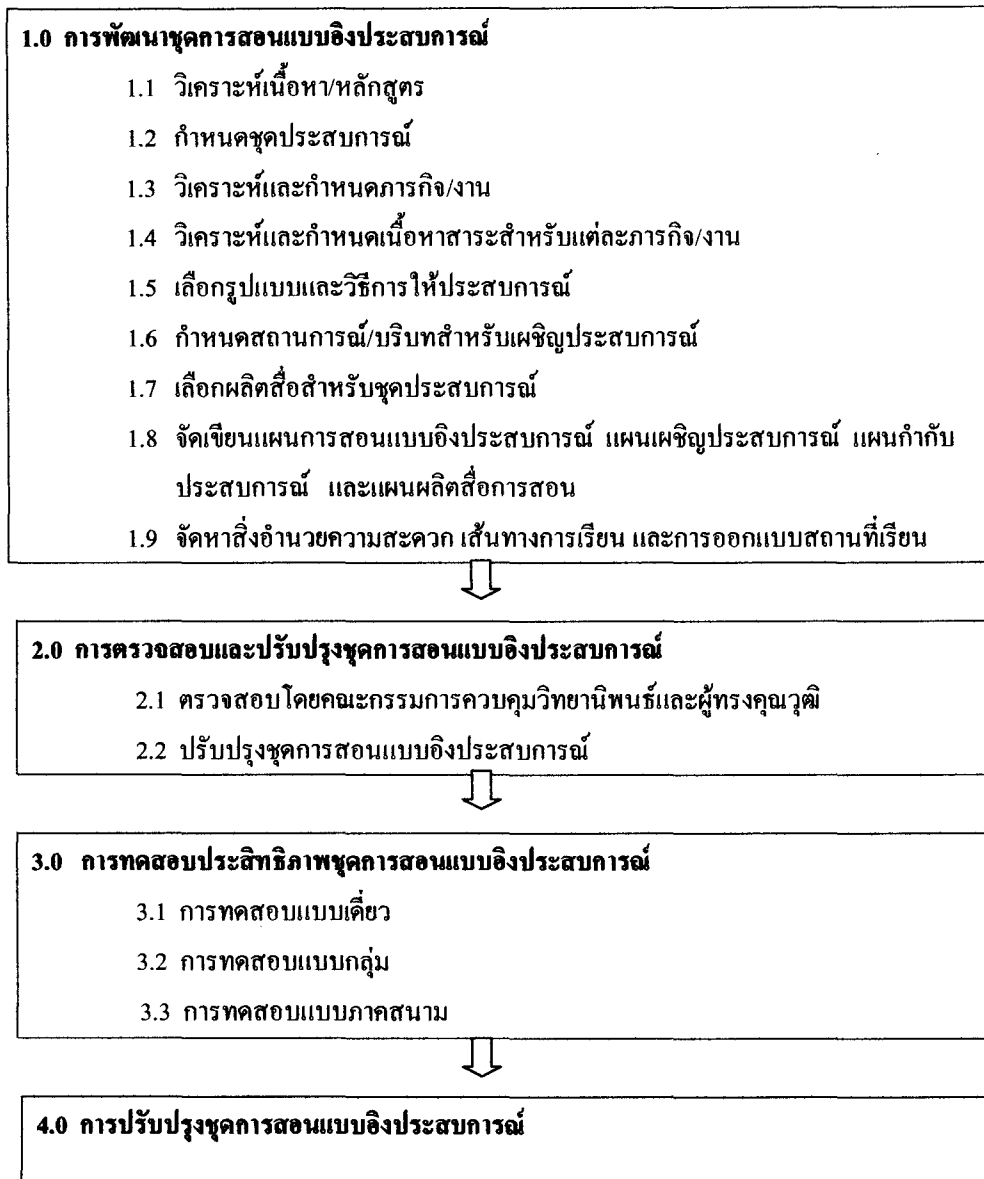 1.0 การพัฒนาชุดการสอนแบบอิงประสบการณ์
1.1 วิเคราะห์เนื้อหา/หลักสูตร
1.2 กำหนดชุดประสบการณ์
1.3 วิเคราะห์และกำหนดภารกิจ/งาน
1.4 วิเคราะห์และกำหนดเนื้อหาสาระสำหรับแต่ละภารกิจ/งาน
1.5 เลือกรูปแบบและวิธีการให้ประสบการณ์
1.6 กำหนดสถานการณ์/บริบทสำหรับเผชิญประสบการณ์
1.7 เลือกผลิตสื่อสำหรับชุดประสบการณ์
1.8 จัดเขียนแผนการสอนแบบอิงประสบการณ์ แผนเผชิญประสบการณ์ แผนกำกับ
ประสบการณ์ และแผนผลิตสื่อการสอน
1.9 จัดหาสิ่งอำนวยความสะดวก เส้นทางการเรียน และการออกแบบสถานที่เรียน
2.0 การตรวจสอบและปรับปรุงชุดการสอนแบบอิงประสบการณ์
2.1 ตรวจสอบโดยคณะกรรมการควบคุมวิทยานิพนธ์และผู้ทรงคุณวุฒิ
2.2 ปรับปรุงชุดการสอนแบบอิงประสบการณ์
3.0 การทดสอบประสิทธิภาพชุดการสอนแบบอิงประสบการณ์
3.1 การทดสอบแบบเดี่ยว
3.2 การทดสอบแบบกลุ่ม
3.3 การทดสอบแบบภาคสนาม
4.0 การปรับปรุงชุดการสอนแบบอิงประสบการณ์